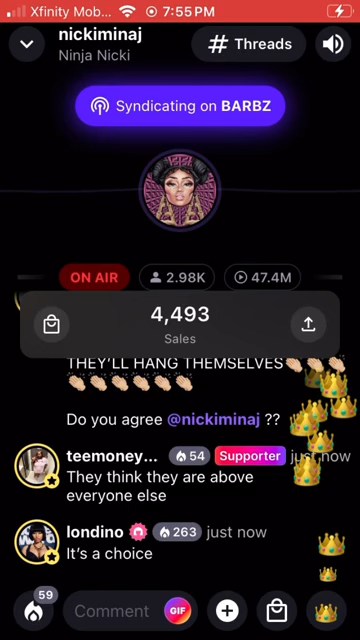 Xfinity Mob... 7:55 PM
nickiminaj
Ninja Nicki
# Threads
Syndicating on BARBZ
ON AIR
2.98K
47.4M
4,493
Sales
THEY'LL HANG THEMSELVES👏🏼👏🏼👏🏼
👏🏼👏🏼👏🏼👏🏼👏🏼👏🏼
Do you agree @nickiminaj ??
teemoney... 54 Supporter just now
They think they are above
everyone else
londino 263 just now
It's a choice
59
Comment
GIF